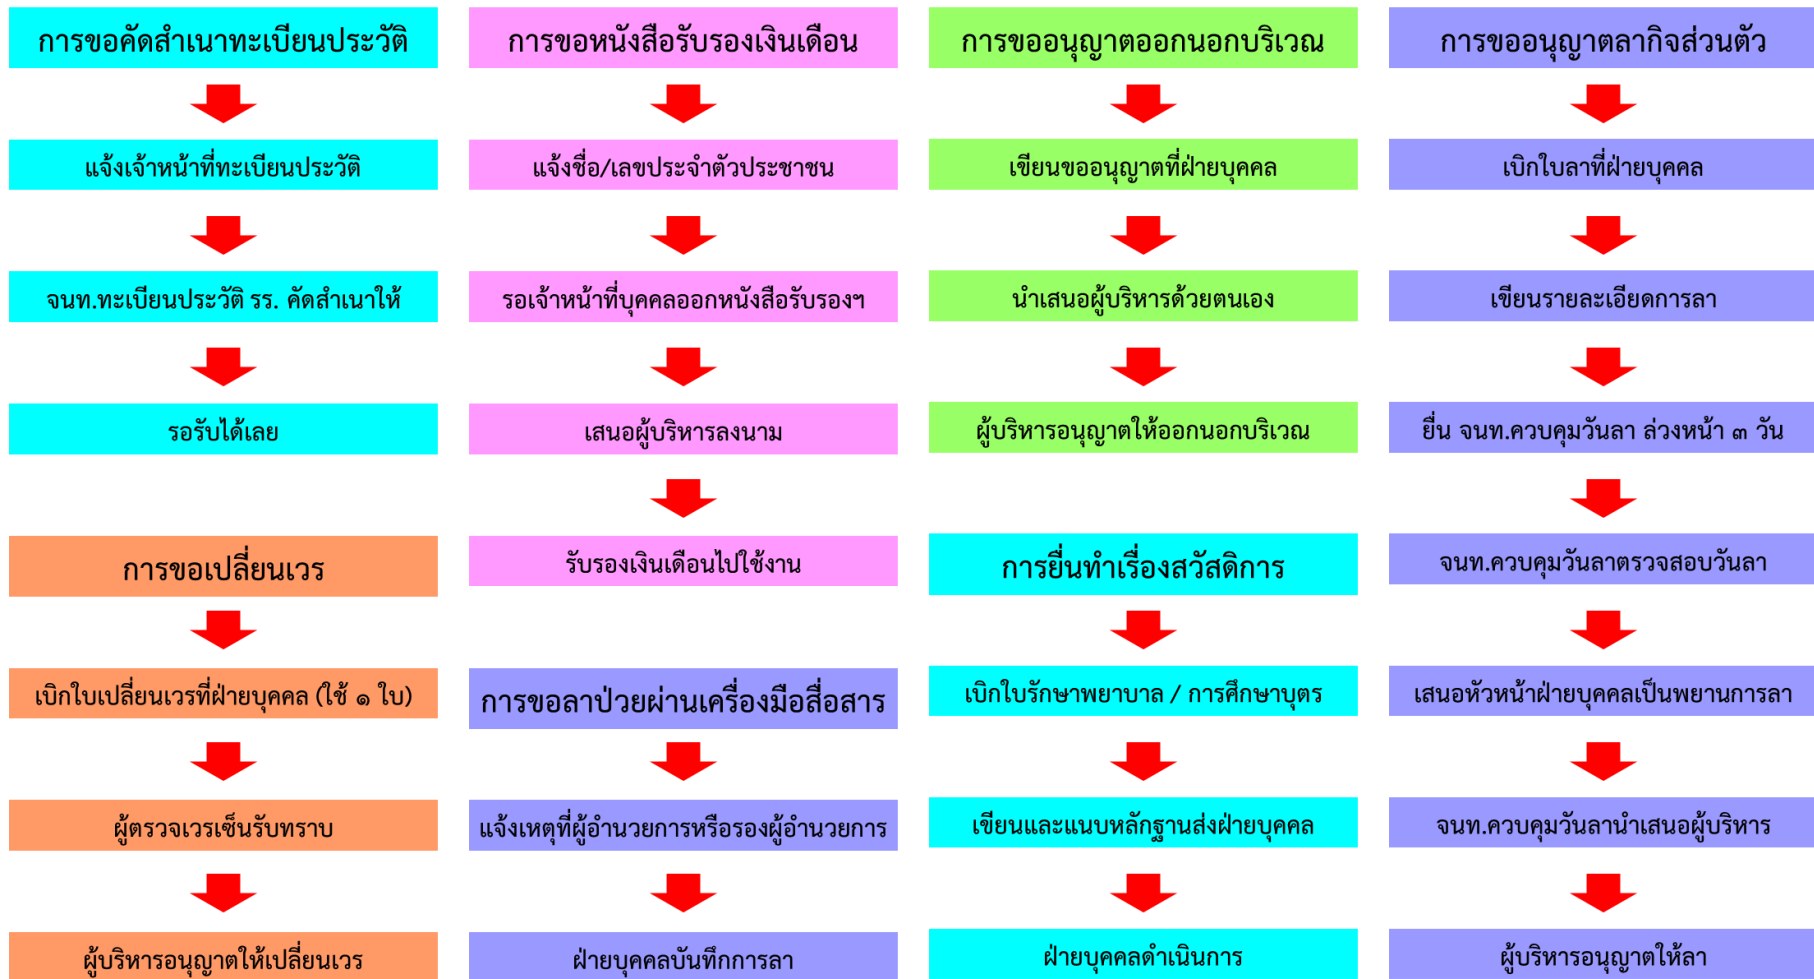 การขอคัดสำเนาทะเบียนประวัติ
แจ้งเจ้าหน้าที่ทะเบียนประวัติ
จนท.ทะเบียนประวัติ รร. คัดสำเนาให้
รอรับได้เลย
การขอเปลี่ยนเวร
เบิกใบเปลี่ยนเวรที่ฝ่ายบุคคล (ใช้ ๑ ใบ)
ผู้ตรวจเวรเซ็นรับทราบ
ผู้บริหารอนุญาตให้เปลี่ยนเวร
การขอหนังสือรับรองเงินเดือน
แจ้งชื่อ/เลขประจำตัวประชาชน
รอเจ้าหน้าที่บุคคลออกหนังสือรับรองฯ
เสนอผู้บริหารลงนาม
รับรองเงินเดือนไปใช้งาน
การขอลาป่วยผ่านเครื่องมือสื่อสาร
แจ้งเหตุที่ผู้อำนวยการหรือรองผู้อำนวยการ
ฝ่ายบุคคลบันทึกการลา
การขออนุญาตออกนอกบริเวณ
เขียนขออนุญาตที่ฝ่ายบุคคล
นำเสนอผู้บริหารด้วยตนเอง
ผู้บริหารอนุญาตให้ออกนอกบริเวณ
การยื่นทำเรื่องสวัสดิการ
เบิกใบรักษาพยาบาล / การศึกษาบุตร
เขียนและแนบหลักฐานส่งฝ่ายบุคคล
ฝ่ายบุคคลดำเนินการ
การขออนุญาตลากิจส่วนตัว
เบิกใบลาที่ฝ่ายบุคคล
เขียนรายละเอียดการลา
ยื่น จนท.ควบคุมวันลา ล่วงหน้า ๓ วัน
จนท.ควบคุมวันลาตรวจสอบวันลา
เสนอหัวหน้าฝ่ายบุคคลเป็นพยานการลา
จนท.ควบคุมวันลานำเสนอผู้บริหาร
ผู้บริหารอนุญาตให้ลา